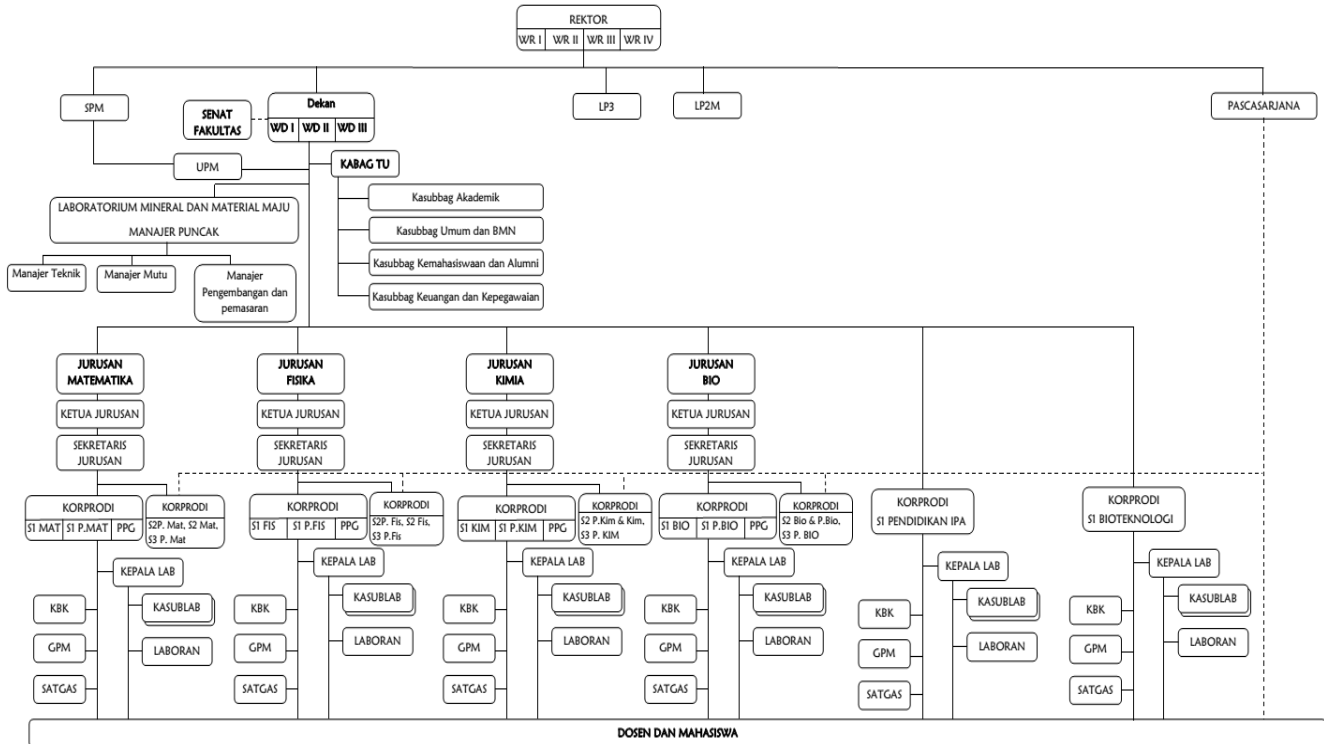 REKTOR
WR I WR II WR III WR IV
SPM
SENAT
FAKULTAS
Dekan
WD I WD II WD III
LP3
LP2M
PASCASARJANA
UPM
KABAG TU
LABORATORIUM MINERAL DAN MATERIAL MAJU
MANAJER PUNCAK
Kasubbag Akademik
Kasubbag Umum dan BMN
Kasubbag Kemahasiswaan dan Alumni
Kasubbag Keuangan dan Kepegawaian
Manajer Teknik
Manajer Mutu
Manajer
Pengembangan dan
pemasaran
JURUSAN
MATEMATIKA
KETUA JURUSAN
SEKRETARIS
JURUSAN
KORPRODI
S1 MAT S1 P.MAT PPG
KORPRODI
S2P. Mat, S2 Mat,
S3 P. Mat
KEPALA LAB
KASUBLAB
LABORAN
KBK
GPM
SATGAS
JURUSAN
FISIKA
KETUA JURUSAN
SEKRETARIS
JURUSAN
KORPRODI
S1 FIS S1 P.FIS PPG
KORPRODI
S2P. Fis, S2 Fis,
S3 P.Fis
KEPALA LAB
KASUBLAB
LABORAN
KBK
GPM
SATGAS
JURUSAN
KIMIA
KETUA JURUSAN
SEKRETARIS
JURUSAN
KORPRODI
S1 KIM S1 P.KIM PPG
KORPRODI
S2 P.Kim & Kim,
S3 P. KIM
KEPALA LAB
KASUBLAB
LABORAN
KBK
GPM
SATGAS
JURUSAN
BIO
KETUA JURUSAN
SEKRETARIS
JURUSAN
KORPRODI
S1 BIO S1 P.BIO PPG
KORPRODI
S2 Bio & P.Bio,
S3 P. BIO
KEPALA LAB
KASUBLAB
LABORAN
KBK
GPM
SATGAS
KORPRODI
S1 PENDIDIKAN IPA
KEPALA LAB
KASUBLAB
LABORAN
KBK
GPM
SATGAS
KORPRODI
S1 BIOTEKNOLOGI
KEPALA LAB
KASUBLAB
LABORAN
KBK
GPM
SATGAS
DOSEN DAN MAHASISWA